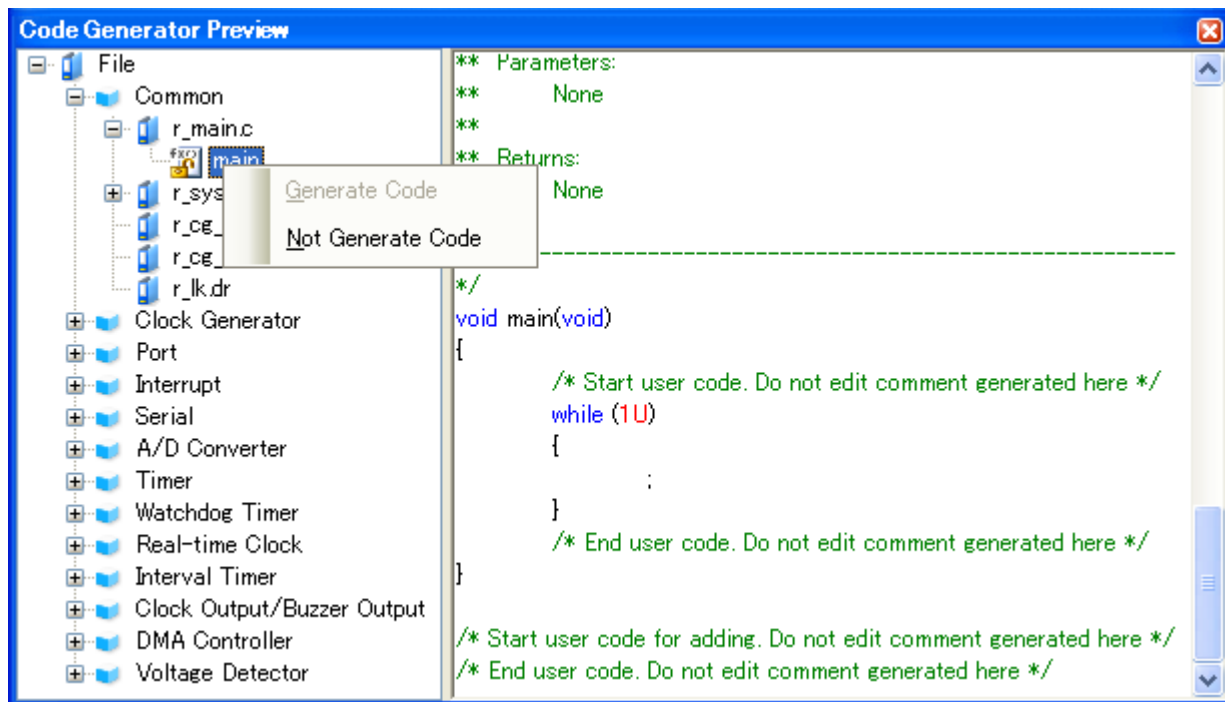 Code Generator Preview
File
Common
r_main.c
main
r_sys
r_cg_
r_cg_
r_lk.dr
Clock Generator
Port
Interrupt
Serial
A/D Converter
Timer
Watchdog Timer
Real-time Clock
Interval Timer
Clock Output/Buzzer Output
DMA Controller
Voltage Detector
Generate Code
Not Generate Code
** Parameters:
** None
**
** Returns:
None
------------------------------------------------------------
*/
void main(void)
{
/* Start user code. Do not edit comment generated here */
while (1U)
{
;
}
/* End user code. Do not edit comment generated here */
}
/* Start user code for adding. Do not edit comment generated here */
/* End user code. Do not edit comment generated here */